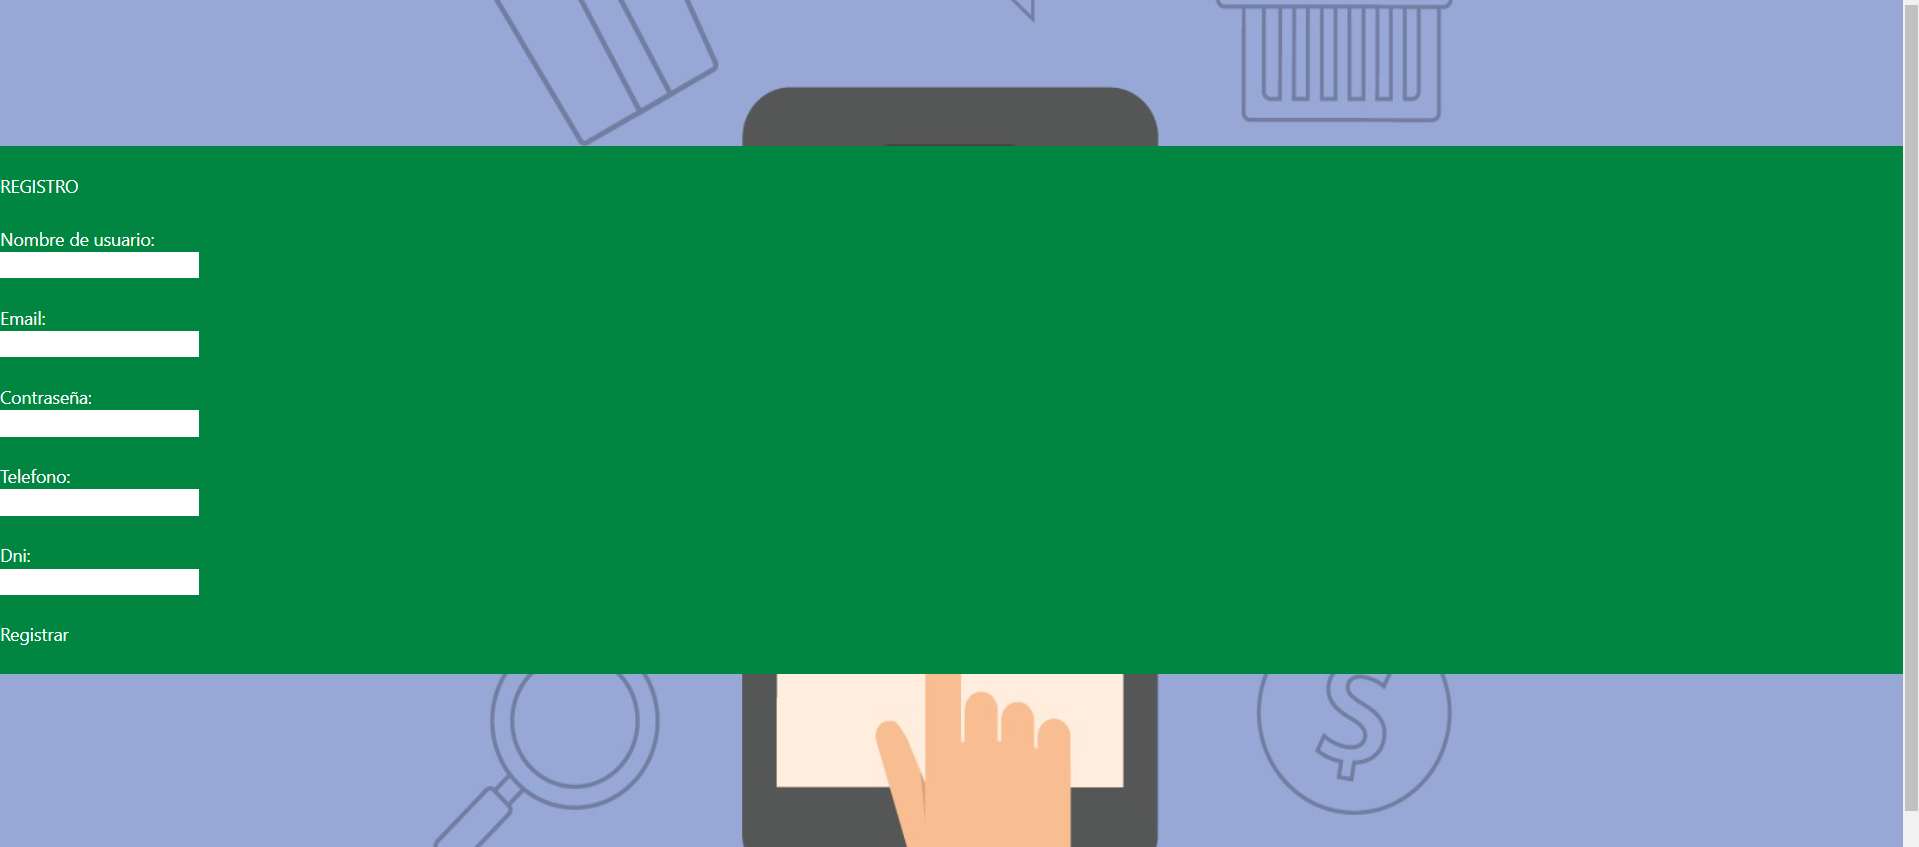 REGISTRO
Nombre de usuario:
Email:
Contraseña:
Telefono:
Dni:
Registrar
$